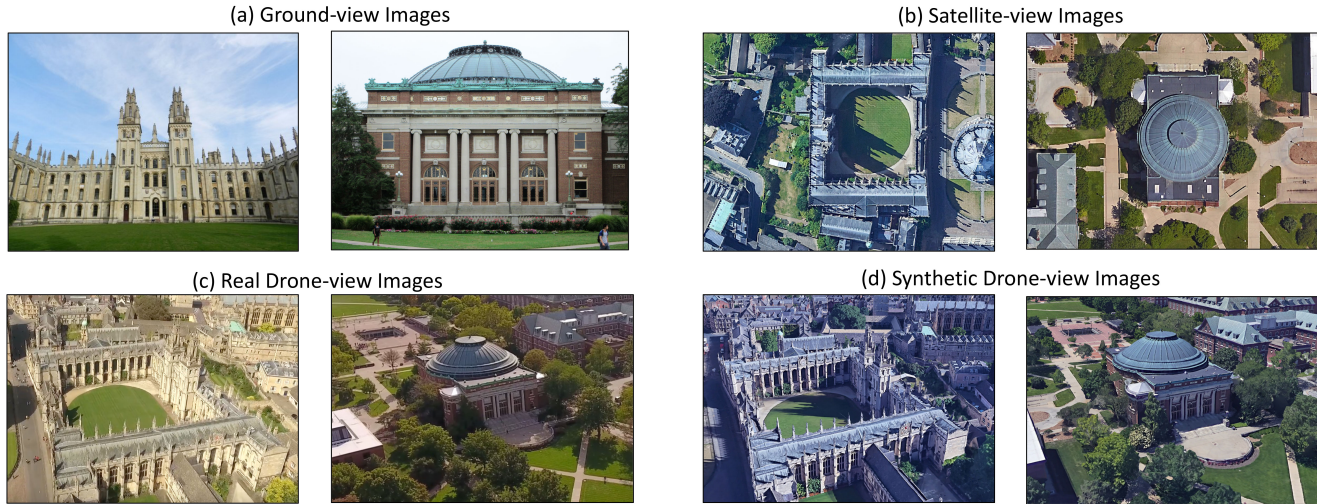 (a) Ground-view Images
(b) Satellite-view Images
(c) Real Drone-view Images
(d) Synthetic Drone-view Images